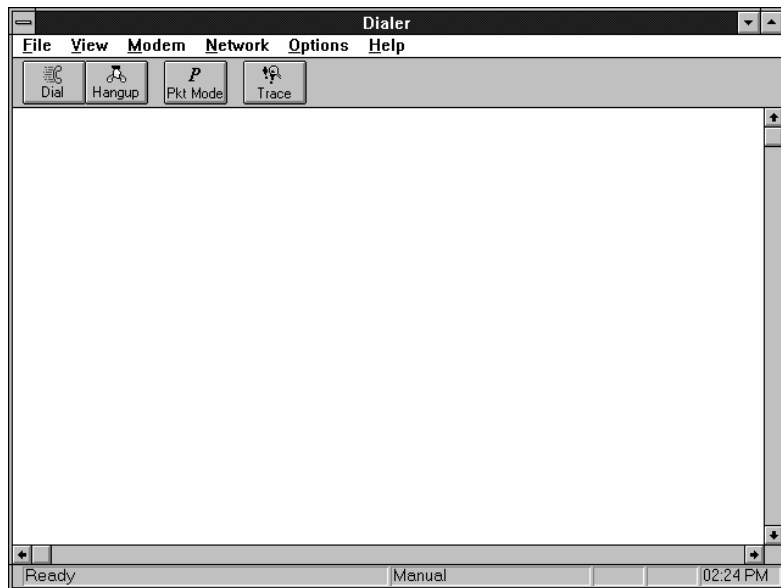 Dialer
File View Modem Network Options Help
Dial Hangup P Pkt Mode Trace
Ready Manual 02:24 PM